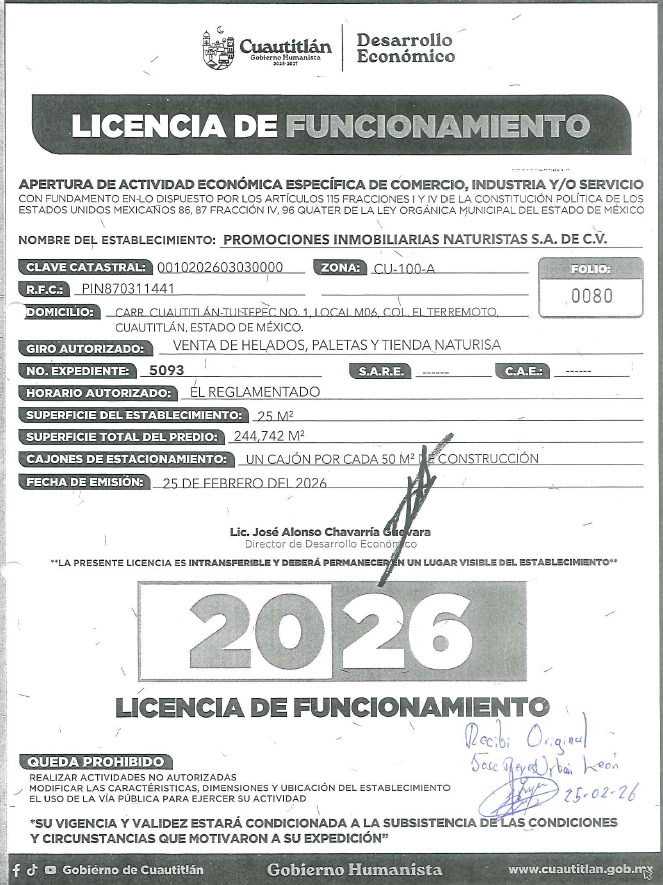 Cuautitlán
Gobierno Humanista
2025-2027
Desarrollo
Económico
LICENCIA DE FUNCIONAMIENTO
APERTURA DE ACTIVIDAD ECONÓMICA ESPECÍFICA DE COMERCIO, INDUSTRIA Y/O SERVICIO
CON FUNDAMENTO EN LO DISPUESTO POR LOS ARTÍCULOS 115 FRACCIONES I Y IV DE LA CONSTITUCIÓN POLÍTICA DE LOS
ESTADOS UNIDOS MEXICANOS 86, 87 FRACCIÓN IV, 96 QUATER DE LA LEY ORGÁNICA MUNICIPAL DEL ESTADO DE MÉXICO
NOMBRE DEL ESTABLECIMIENTO: PROMOCIONES INMOBILIARIAS NATURISTAS S.A. DE C.V.
CLAVE CATASTRAL: 0010202603030000 ZONA: CU-100-A FOLIO:
R.F.C.: PIN870311441 0080
DOMICILIO: CARR. CUAUTITLÁN-TULTEPEC NO. 1, LOCAL M06, COL. EL TERREMOTO,
CUAUTITLÁN, ESTADO DE MÉXICO.
GIRO AUTORIZADO: VENTA DE HELADOS, PALETAS Y TIENDA NATURISA
NO. EXPEDIENTE: 5093 S.A.R.E. ------ C.A.E.: ------
HORARIO AUTORIZADO: EL REGLAMENTADO
SUPERFICIE DEL ESTABLECIMIENTO: 25 M²
SUPERFICIE TOTAL DEL PREDIO: 244,742 M²
CAJONES DE ESTACIONAMIENTO: UN CAJÓN POR CADA 50 M² DE CONSTRUCCIÓN
FECHA DE EMISIÓN: 25 DE FEBRERO DEL 2026
Lic. José Alonso Chavarría Guevara
Director de Desarrollo Económico
**LA PRESENTE LICENCIA ES INTRANSFERIBLE Y DEBERÁ PERMANECER EN UN LUGAR VISIBLE DEL ESTABLECIMIENTO**
2026
LICENCIA DE FUNCIONAMIENTO
Recibi Original
Jose Reyes Urban León
25-02-26
QUEDA PROHIBIDO
REALIZAR ACTIVIDADES NO AUTORIZADAS
MODIFICAR LAS CARACTERÍSTICAS, DIMENSIONES Y UBICACIÓN DEL ESTABLECIMIENTO
EL USO DE LA VÍA PÚBLICA PARA EJERCER SU ACTIVIDAD
"SU VIGENCIA Y VALIDEZ ESTARÁ CONDICIONADA A LA SUBSISTENCIA DE LAS CONDICIONES
Y CIRCUNSTANCIAS QUE MOTIVARON A SU EXPEDICIÓN"
Gobierno de Cuautitlán Gobierno Humanista www.cuautitlan.gob.mx